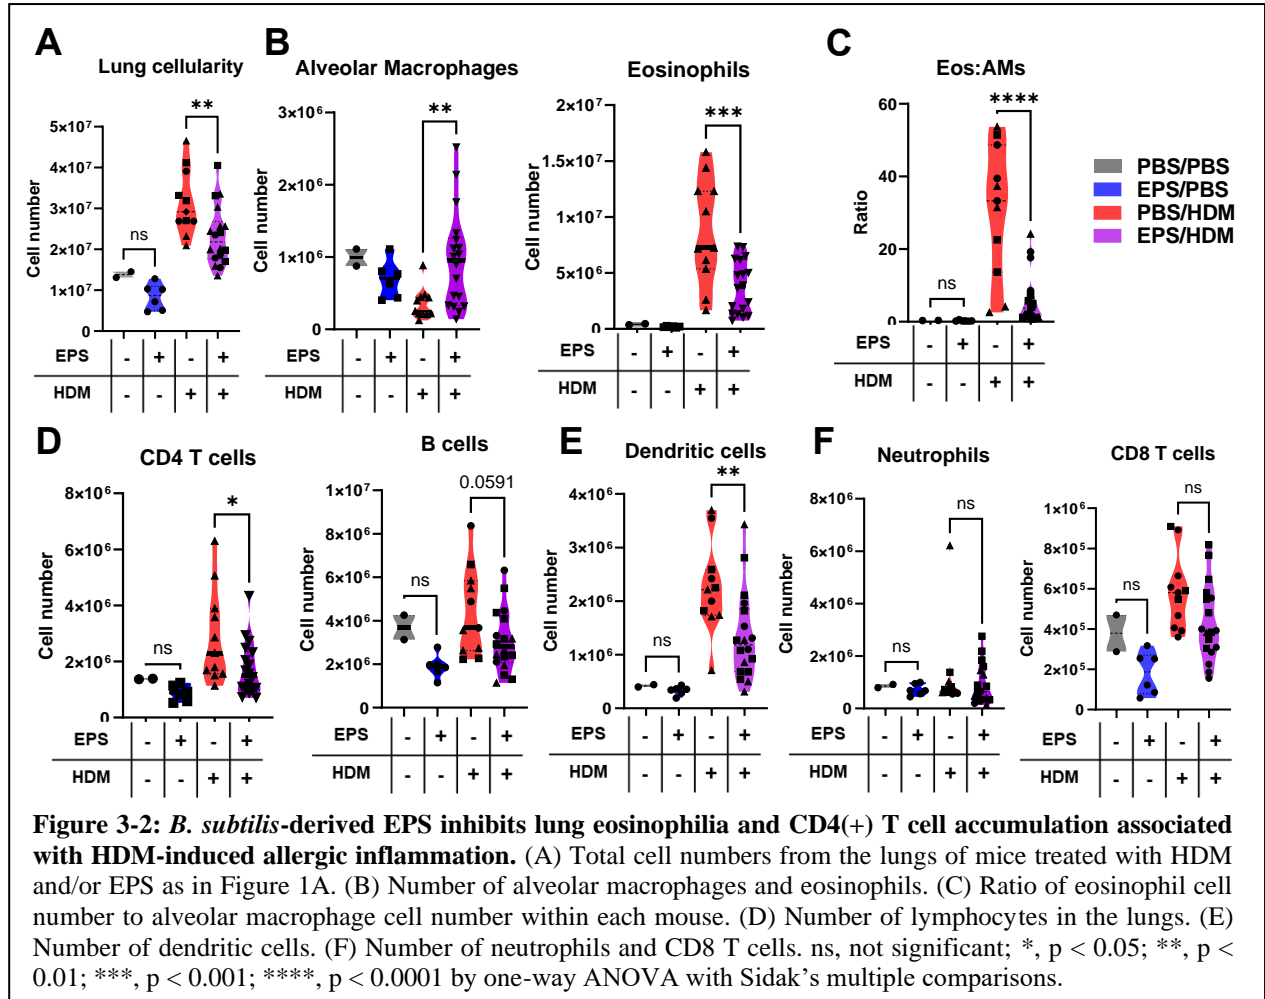 A
Lung cellularity
**
5×10⁷
4×10⁷
3×10⁷
2×10⁷
1×10⁷
0
Cell number
ns
EPS - + - +
HDM - - + +
B
Alveolar Macrophages
**
3×10⁶
2×10⁶
1×10⁶
0
Cell number
EPS - + - +
HDM - - + +
Eosinophils
***
2×10⁷
1.5×10⁷
1×10⁷
5×10⁶
0
Cell number
EPS - + - +
HDM - - + +
C
Eos:AMs
****
60
40
20
0
Ratio
ns
EPS - + - +
HDM - - + +
PBS/PBS
EPS/PBS
PBS/HDM
EPS/HDM
D
CD4 T cells
*
8×10⁶
6×10⁶
4×10⁶
2×10⁶
0
Cell number
ns
EPS - + - +
HDM - - + +
B cells
0.0591
1×10⁷
8×10⁶
6×10⁶
4×10⁶
2×10⁶
0
Cell number
ns
EPS - + - +
HDM - - + +
E
Dendritic cells
**
4×10⁶
3×10⁶
2×10⁶
1×10⁶
0
Cell number
ns
EPS - + - +
HDM - - + +
F
Neutrophils
ns
8×10⁶
6×10⁶
4×10⁶
2×10⁶
0
Cell number
ns
EPS - + - +
HDM - - + +
CD8 T cells
ns
1×10⁶
8×10⁵
6×10⁵
4×10⁵
2×10⁵
0
Cell number
ns
EPS - + - +
HDM - - + +
Figure 3-2: B. subtilis-derived EPS inhibits lung eosinophilia and CD4(+) T cell accumulation associated
with HDM-induced allergic inflammation. (A) Total cell numbers from the lungs of mice treated with HDM
and/or EPS as in Figure 1A. (B) Number of alveolar macrophages and eosinophils. (C) Ratio of eosinophil cell
number to alveolar macrophage cell number within each mouse. (D) Number of lymphocytes in the lungs. (E)
Number of dendritic cells. (F) Number of neutrophils and CD8 T cells. ns, not significant; *, p < 0.05; **, p <
0.01; ***, p < 0.001; ****, p < 0.0001 by one-way ANOVA with Sidak’s multiple comparisons.